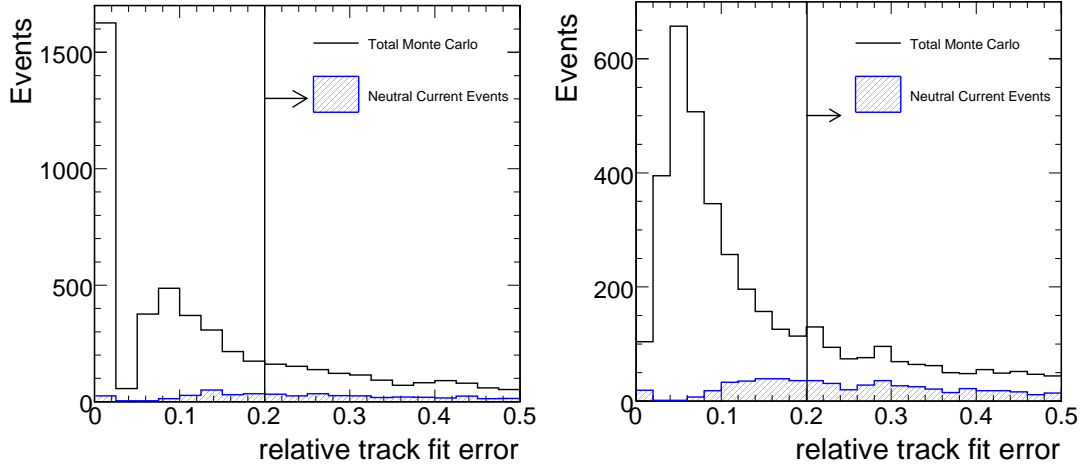 Events
1500
1000
500
0
0.1
0.2
0.3
0.4
0.5
relative track fit error
Total Monte Carlo
Neutral Current Events
Events
600
400
200
0
0
0.1
0.2
0.3
0.4
0.5
relative track fit error
Total Monte Carlo
Neutral Current Events